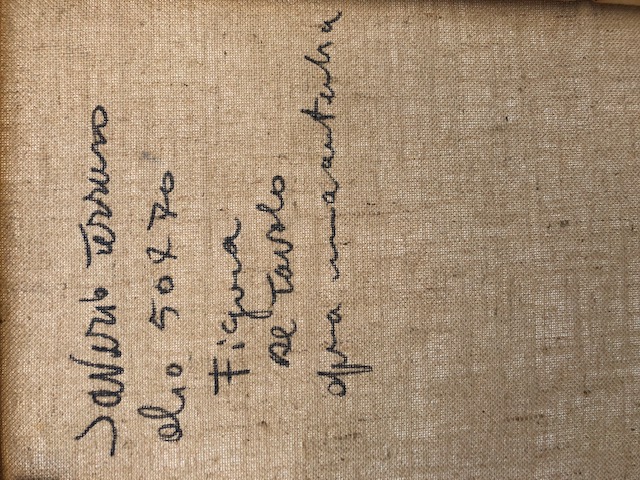 Saverio Terruso
olio 50x70
Figura
al tavolo
opera autentica